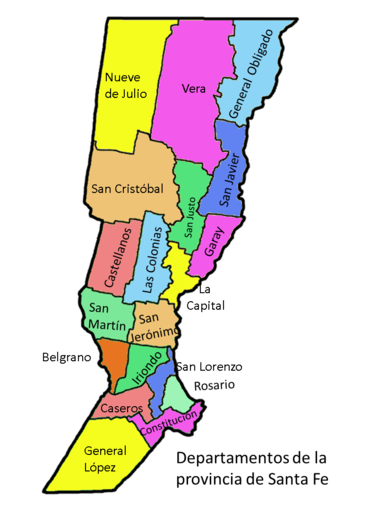 General Obligado
Nueve
de Julio
Vera
San Javier
San Cristóbal
San Justo
Garay
Castellanos
Las Colonias
La
Capital
San
Martín
San
Jerónimo
Belgrano
Iriondo
San Lorenzo
Rosario
Caseros
Constitución
General
López
Departamentos de la
provincia de Santa Fe